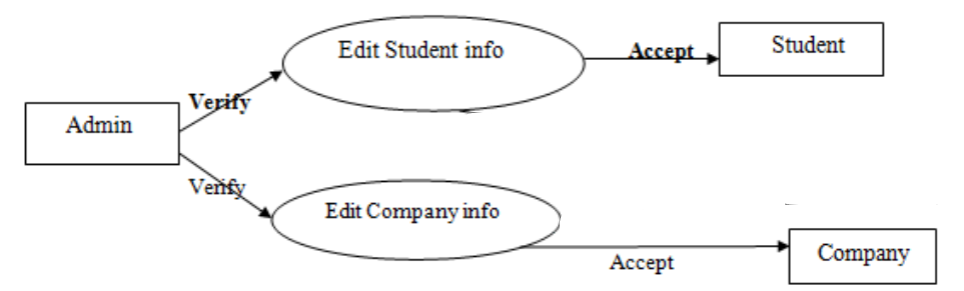 Edit Student info
Accept
Student
Verify
Admin
Verify
Edit Company info
Accept
Company